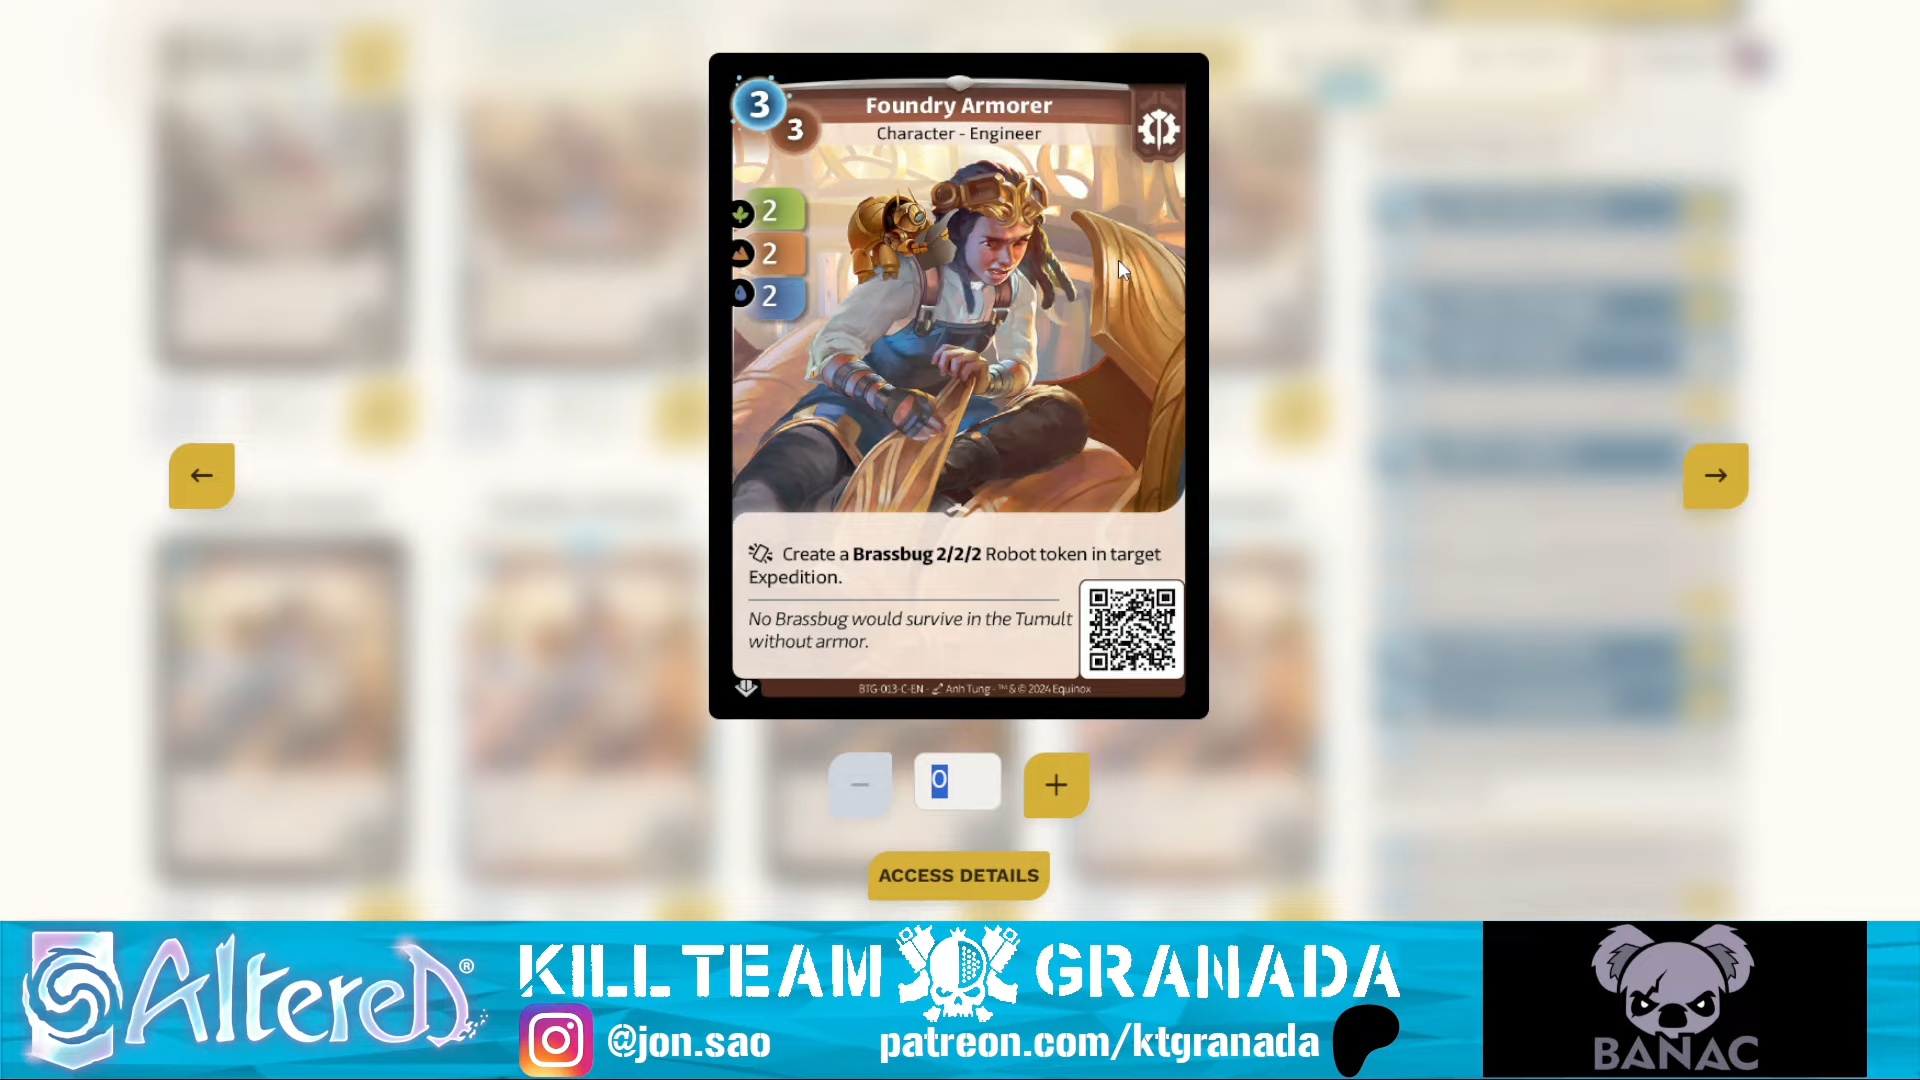 3
3
Foundry Armorer
Character - Engineer
2
2
2
Create a Brassbug 2/2/2 Robot token in target
Expedition.
No Brassbug would survive in the Tumult
without armor.
BTG-013-C-EN - Anh Tung - ™ & © 2024 Equinox
0
ACCESS DETAILS
Altered®
KILL TEAM GRANADA
@jon.sao
patreon.com/ktgranada
BANAC